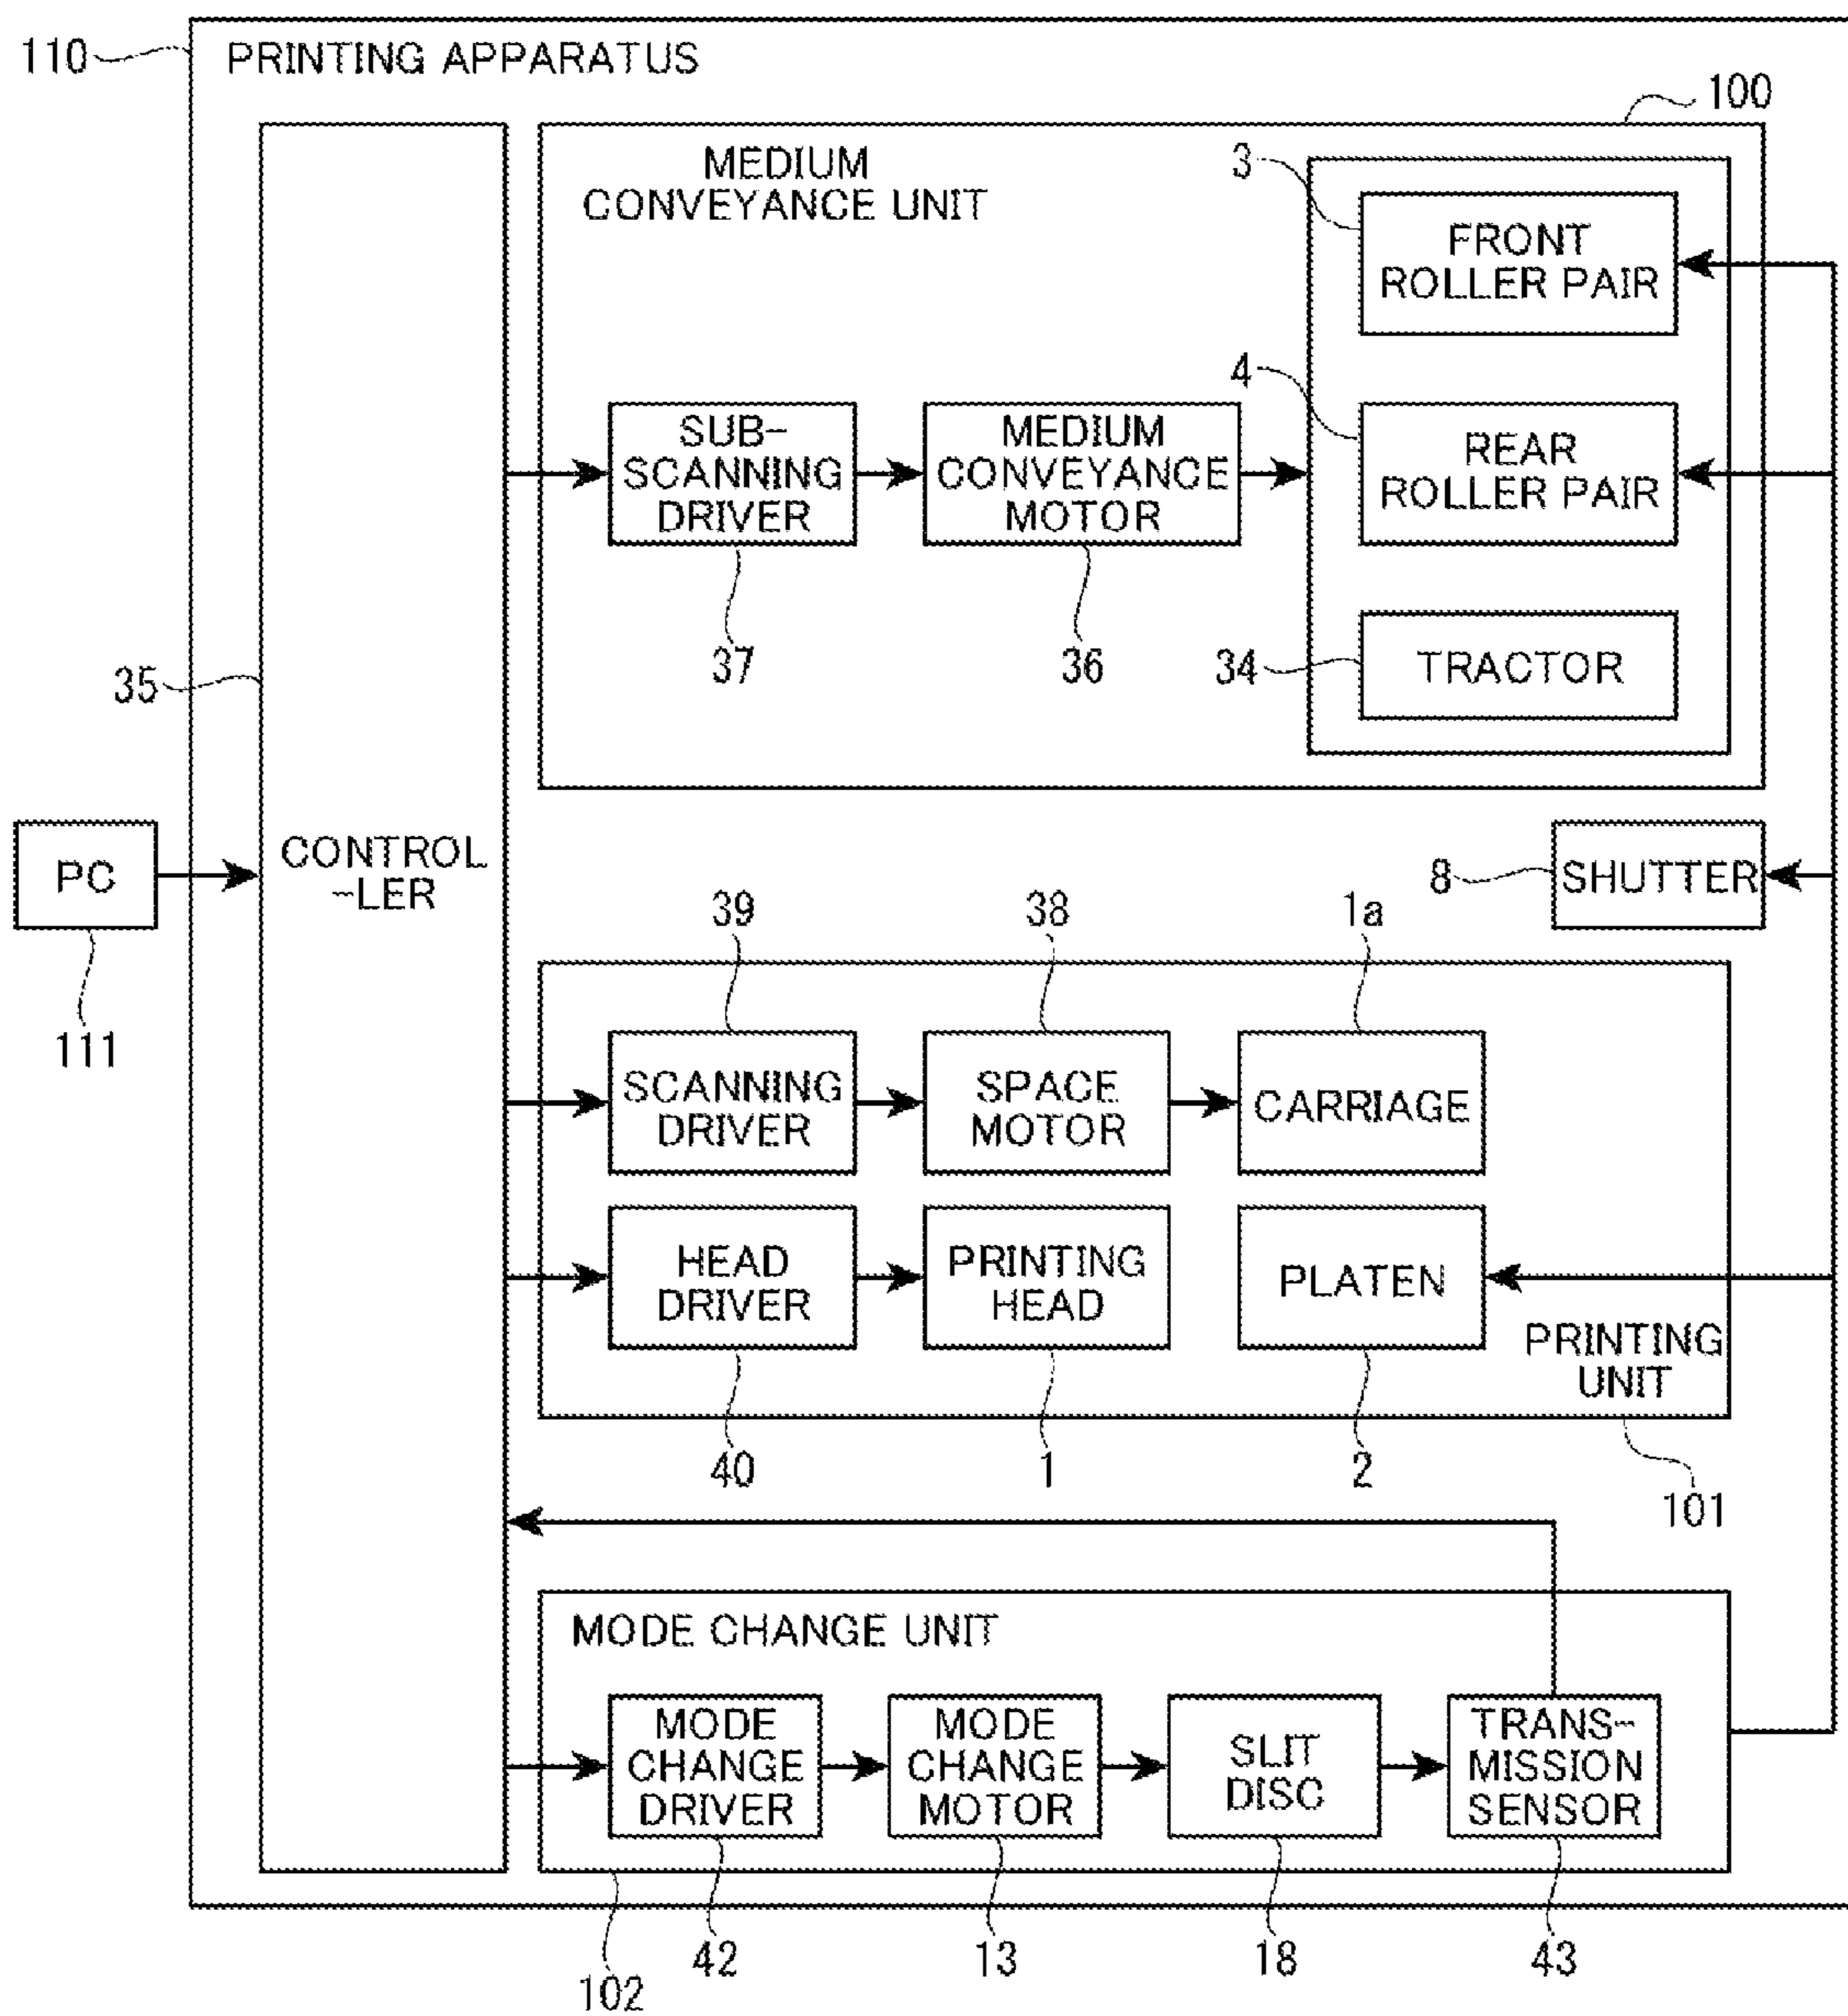 110
PRINTING APPARATUS
100
MEDIUM
CONVEYANCE UNIT
3
FRONT
ROLLER PAIR
4
REAR
ROLLER PAIR
SUB-
SCANNING
DRIVER
MEDIUM
CONVEYANCE
MOTOR
37
36
34
TRACTOR
35
PC
111
CONTROL
-LER
8
SHUTTER
39
38
1a
SCANNING
DRIVER
SPACE
MOTOR
CARRIAGE
HEAD
DRIVER
PRINTING
HEAD
PLATEN
PRINTING
UNIT
40
1
2
101
MODE CHANGE UNIT
MODE
CHANGE
DRIVER
MODE
CHANGE
MOTOR
SLIT
DISC
TRANS-
MISSION
SENSOR
42
13
18
43
102